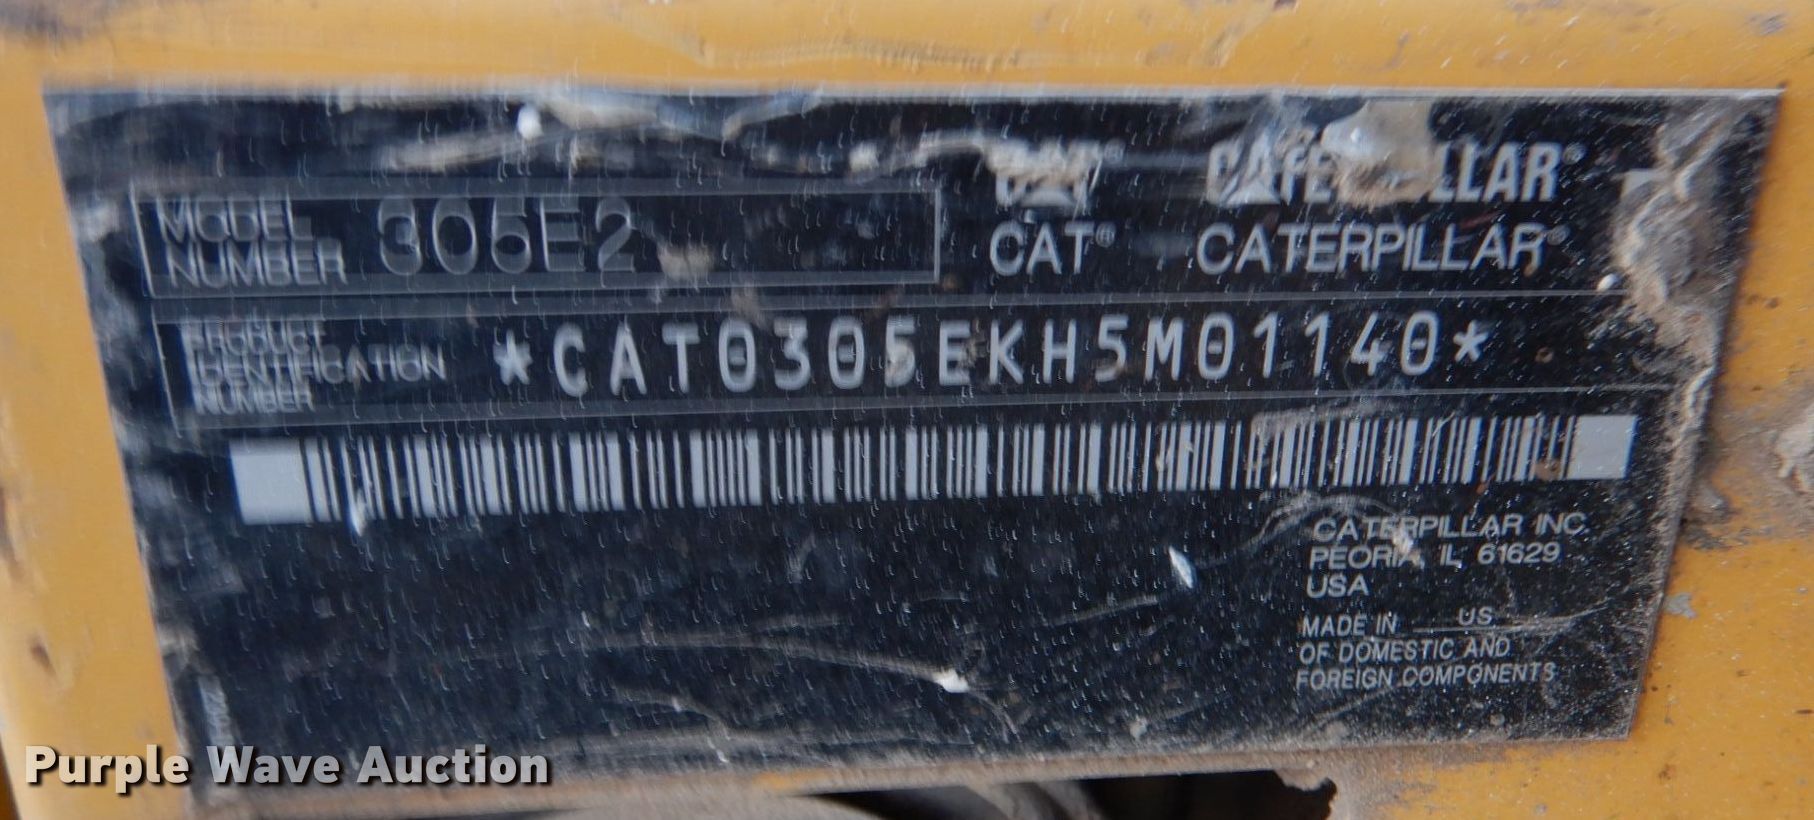 CAT® CATERPILLAR®
MODEL NUMBER 305E2
CAT® CATERPILLAR®
PRODUCT IDENTIFICATION NUMBER *CAT0305EKH5M01140*
CATERPILLAR INC.
PEORIA, IL 61629
USA
MADE IN US
OF DOMESTIC AND
FOREIGN COMPONENTS
Purple Wave Auction